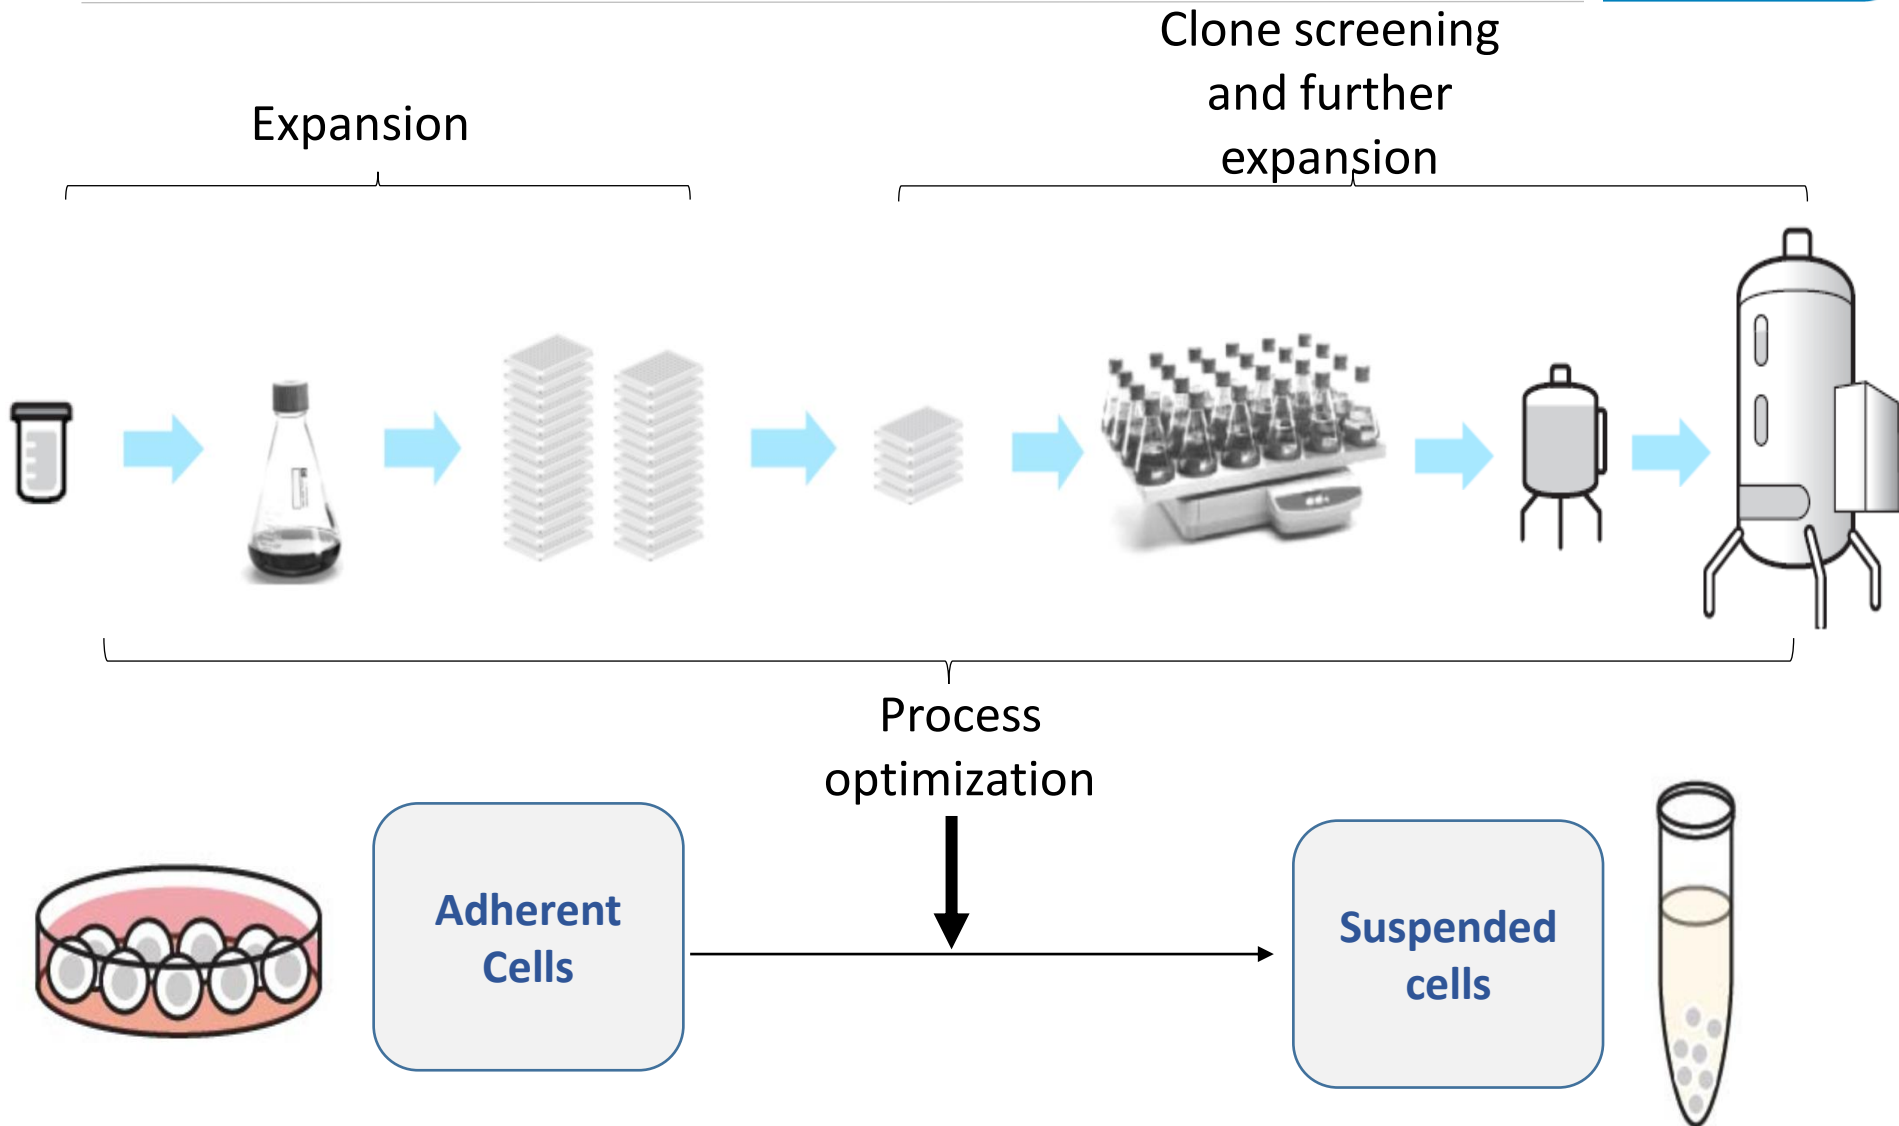 Clone screening
and further
expansion
Expansion
Process
optimization
Adherent
Cells
Suspended
cells